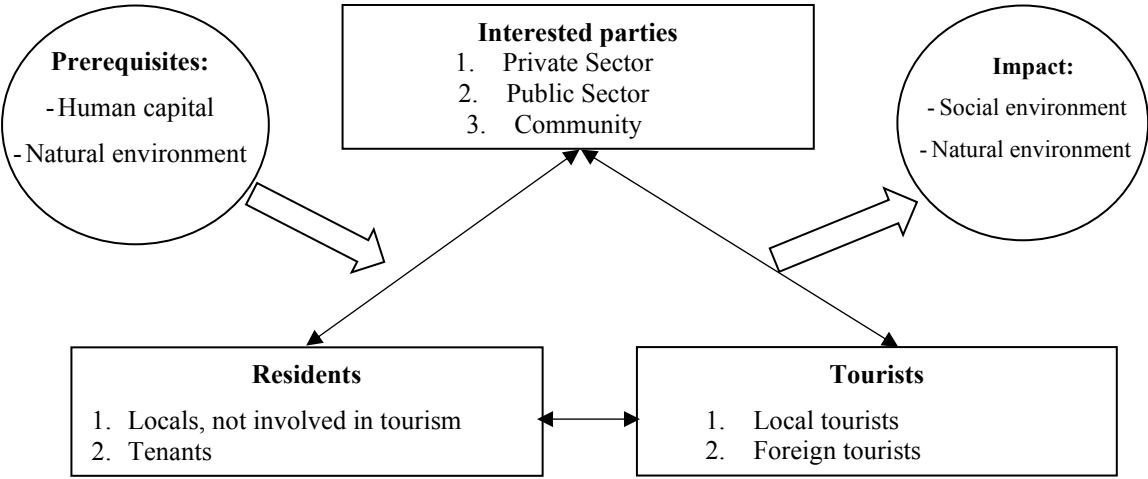 Prerequisites:
- Human capital
- Natural environment
Interested parties
1. Private Sector
2. Public Sector
3. Community
Impact:
- Social environment
- Natural environment
Residents
1. Locals, not involved in tourism
2. Tenants
Tourists
1. Local tourists
2. Foreign tourists